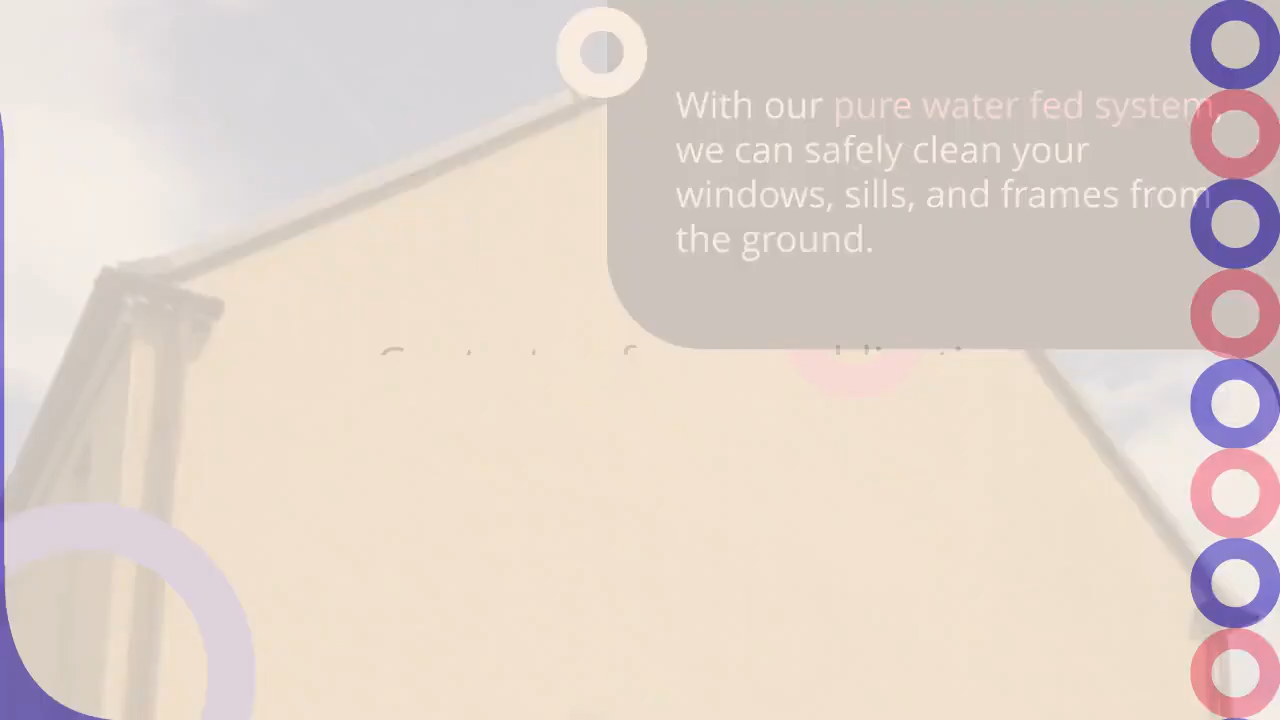 With our pure water fed system,
we can safely clean your
windows, sills, and frames from
the ground.